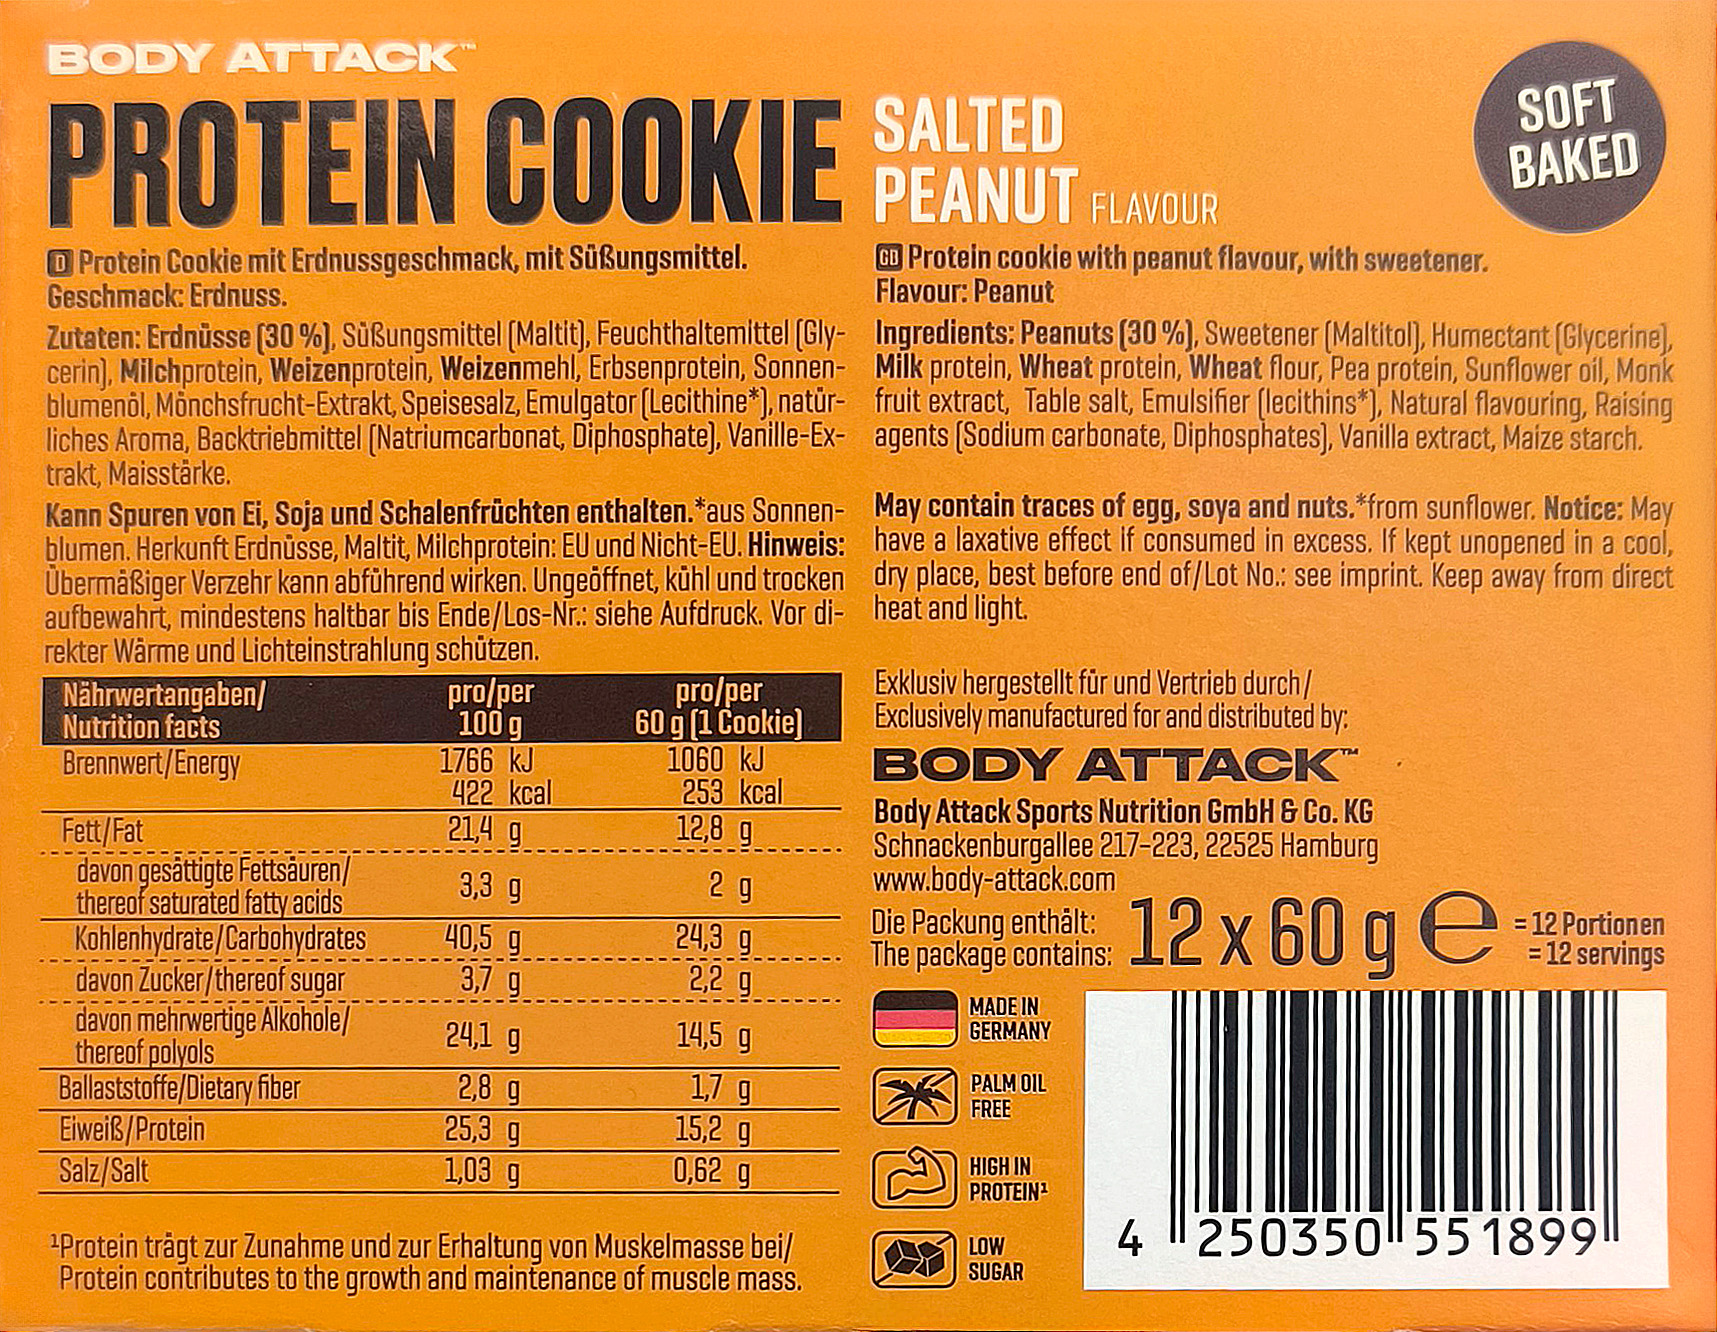 BODY ATTACK™
PROTEIN COOKIE
SALTED
PEANUT FLAVOUR
SOFT
BAKED
D Protein Cookie mit Erdnussgeschmack, mit Süßungsmittel.
Geschmack: Erdnuss.
Zutaten: Erdnüsse (30 %), Süßungsmittel (Maltit), Feuchthaltemittel (Gly-
cerin), Milchprotein, Weizenprotein, Weizenmehl, Erbsenprotein, Sonnen-
blumenöl, Mönchsfrucht-Extrakt, Speisesalz, Emulgator (Lecithine*), natür-
liches Aroma, Backtriebmittel (Natriumcarbonat, Diphosphate), Vanille-Ex-
trakt, Maisstärke.
Kann Spuren von Ei, Soja und Schalenfrüchten enthalten.*aus Sonnen-
blumen. Herkunft Erdnüsse, Maltit, Milchprotein: EU und Nicht-EU. Hinweis:
Übermäßiger Verzehr kann abführend wirken. Ungeöffnet, kühl und trocken
aufbewahrt, mindestens haltbar bis Ende/Los-Nr.: siehe Aufdruck. Vor di-
rekter Wärme und Lichteinstrahlung schützen.
GB Protein cookie with peanut flavour, with sweetener.
Flavour: Peanut
Ingredients: Peanuts (30 %), Sweetener (Maltitol), Humectant (Glycerine),
Milk protein, Wheat protein, Wheat flour, Pea protein, Sunflower oil, Monk
fruit extract, Table salt, Emulsifier (lecithins*), Natural flavouring, Raising
agents (Sodium carbonate, Diphosphates), Vanilla extract, Maize starch.
May contain traces of egg, soya and nuts.*from sunflower. Notice: May
have a laxative effect if consumed in excess. If kept unopened in a cool,
dry place, best before end of/Lot No.: see imprint. Keep away from direct
heat and light.
Nährwertangaben/ pro/per pro/per
Nutrition facts 100 g 60 g (1 Cookie)
Brennwert/Energy 1766 kJ 1060 kJ
422 kcal 253 kcal
Fett/Fat 21,4 g 12,8 g
davon gesättigte Fettsäuren/
thereof saturated fatty acids 3,3 g 2 g
Kohlenhydrate/Carbohydrates 40,5 g 24,3 g
davon Zucker/thereof sugar 3,7 g 2,2 g
davon mehrwertige Alkohole/
thereof polyols 24,1 g 14,5 g
Ballaststoffe/Dietary fiber 2,8 g 1,7 g
Eiweiß/Protein 25,3 g 15,2 g
Salz/Salt 1,03 g 0,62 g
¹Protein trägt zur Zunahme und zur Erhaltung von Muskelmasse bei/
Protein contributes to the growth and maintenance of muscle mass.
Exklusiv hergestellt für und Vertrieb durch/
Exclusively manufactured for and distributed by:
BODY ATTACK™
Body Attack Sports Nutrition GmbH & Co. KG
Schnackenburgallee 217-223, 22525 Hamburg
www.body-attack.com
Die Packung enthält:
The package contains:
12 x 60 g e
= 12 Portionen
= 12 servings
MADE IN
GERMANY
PALM OIL
FREE
HIGH IN
PROTEIN¹
LOW
SUGAR
4 250350 551899